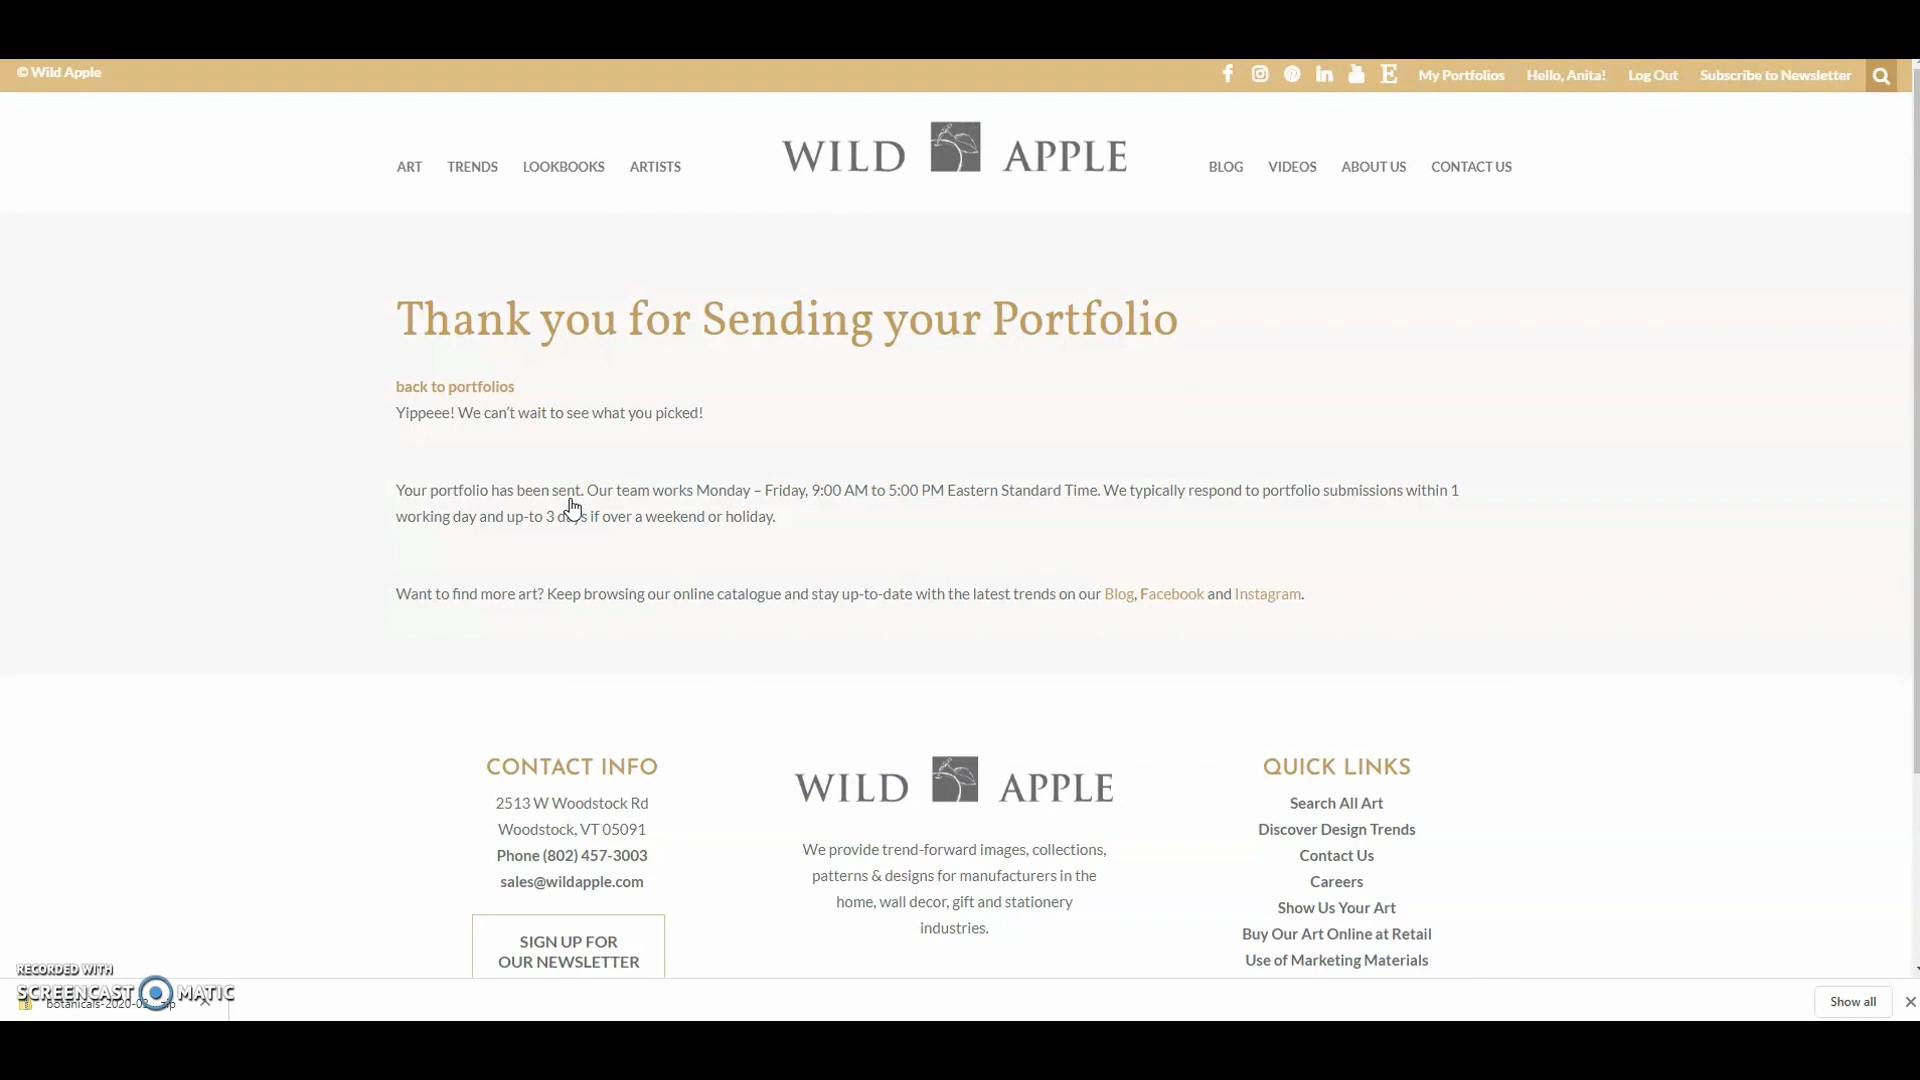 © Wild Apple
My Portfolios Hello, Anita! Log Out Subscribe to Newsletter
ART TRENDS LOOKBOOKS ARTISTS WILD APPLE BLOG VIDEOS ABOUT US CONTACT US
Thank you for Sending your Portfolio
back to portfolios
Yippeee! We can't wait to see what you picked!
Your portfolio has been sent. Our team works Monday – Friday, 9:00 AM to 5:00 PM Eastern Standard Time. We typically respond to portfolio submissions within 1
working day and up-to 3 days if over a weekend or holiday.
Want to find more art? Keep browsing our online catalogue and stay up-to-date with the latest trends on our Blog, Facebook and Instagram.
CONTACT INFO
2513 W Woodstock Rd
Woodstock, VT 05091
Phone (802) 457-3003
sales@wildapple.com
SIGN UP FOR
OUR NEWSLETTER
WILD APPLE
We provide trend-forward images, collections,
patterns & designs for manufacturers in the
home, wall decor, gift and stationery
industries.
QUICK LINKS
Search All Art
Discover Design Trends
Contact Us
Careers
Show Us Your Art
Buy Our Art Online at Retail
Use of Marketing Materials
RECORDED WITH
SCREENCAST MATIC
Show all